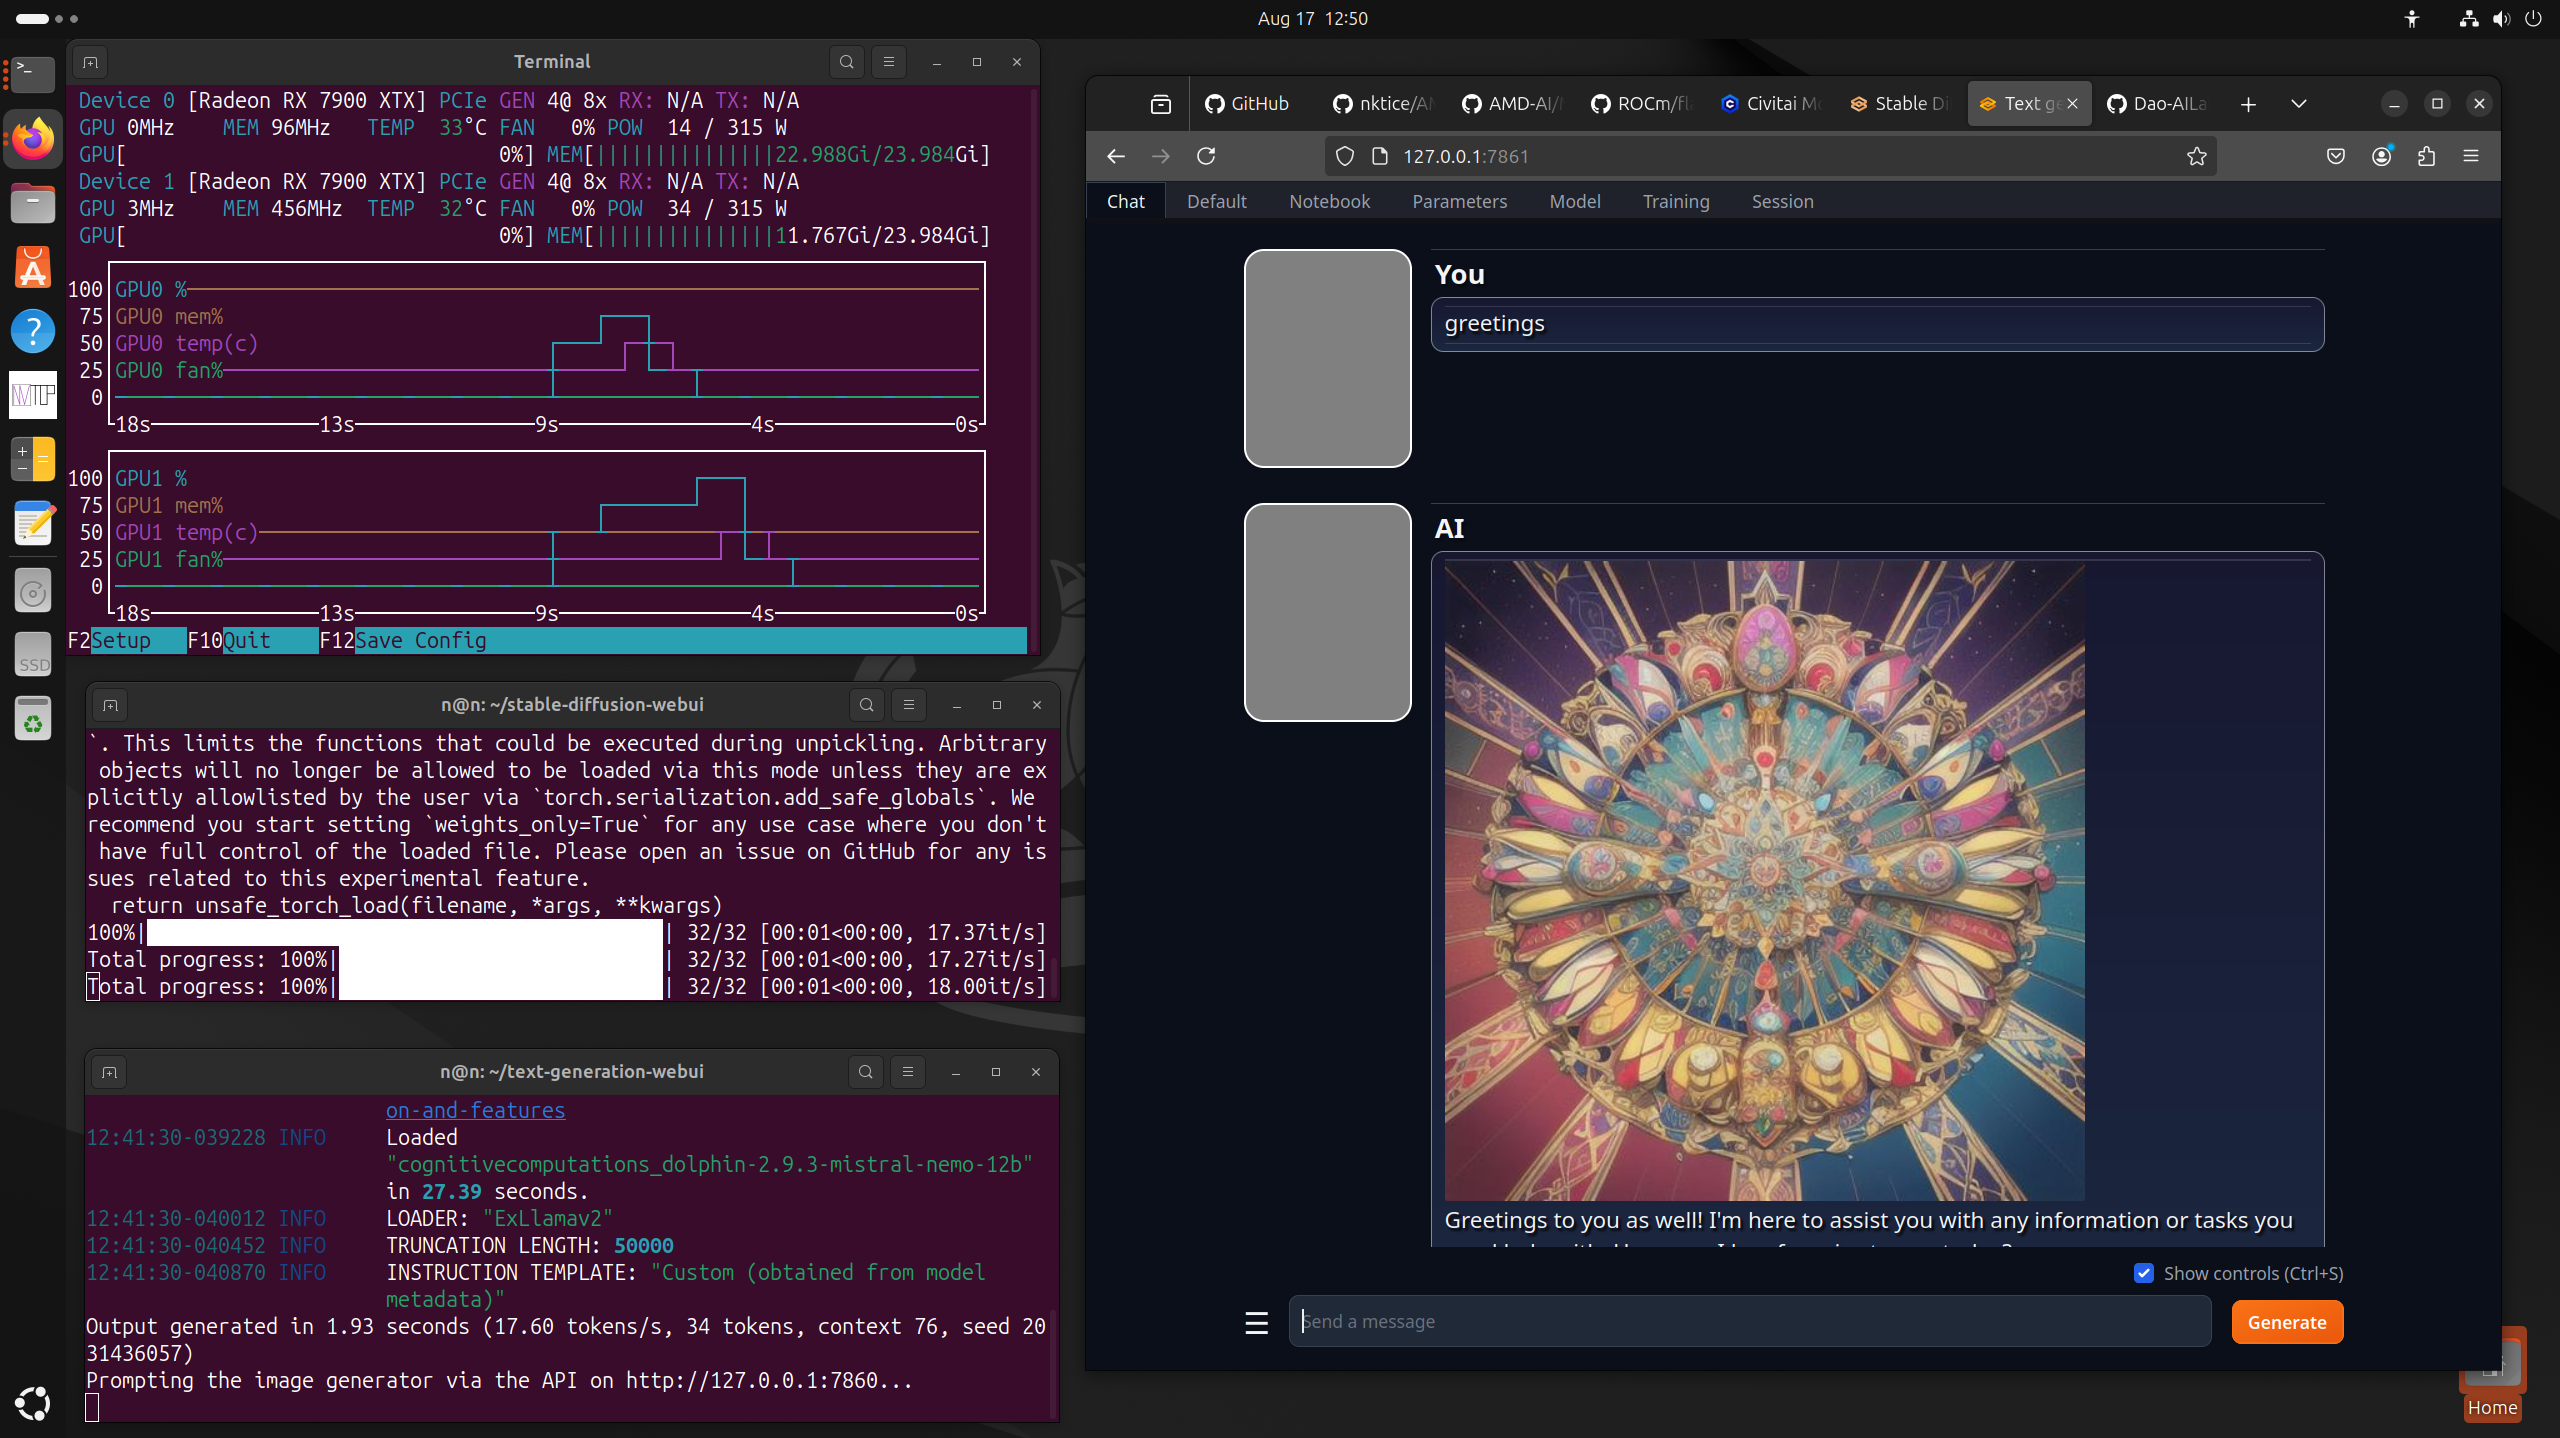 Aug 17 12:50
Terminal
Device 0 [Radeon RX 7900 XTX] PCIe GEN 4@ 8x RX: N/A TX: N/A
GPU 0MHz MEM 96MHz TEMP 33°C FAN 0% POW 14 / 315 W
GPU[ 0%] MEM[|||||||||||||||22.988Gi/23.984Gi]
Device 1 [Radeon RX 7900 XTX] PCIe GEN 4@ 8x RX: N/A TX: N/A
GPU 3MHz MEM 456MHz TEMP 32°C FAN 0% POW 34 / 315 W
GPU[ 0%] MEM[|||||||||||||||11.767Gi/23.984Gi]
100 GPU0 %
75 GPU0 mem%
50 GPU0 temp(c)
25 GPU0 fan%
0
18s 13s 9s 4s 0s
100 GPU1 %
75 GPU1 mem%
50 GPU1 temp(c)
25 GPU1 fan%
0
18s 13s 9s 4s 0s
F2Setup F10Quit F12Save Config
n@n: ~/stable-diffusion-webui
`. This limits the functions that could be executed during unpickling. Arbitrary
objects will no longer be allowed to be loaded via this mode unless they are ex
plicitly allowlisted by the user via `torch.serialization.add_safe_globals`. We
recommend you start setting `weights_only=True` for any use case where you don't
have full control of the loaded file. Please open an issue on GitHub for any is
sues related to this experimental feature.
return unsafe_torch_load(filename, *args, **kwargs)
100%| | 32/32 [00:01<00:00, 17.37it/s]
Total progress: 100%| | 32/32 [00:01<00:00, 17.27it/s]
Total progress: 100%| | 32/32 [00:01<00:00, 18.00it/s]
n@n: ~/text-generation-webui
on-and-features
12:41:30-039228 INFO Loaded
"cognitivecomputations_dolphin-2.9.3-mistral-nemo-12b"
in 27.39 seconds.
12:41:30-040012 INFO LOADER: "ExLlamav2"
12:41:30-040452 INFO TRUNCATION LENGTH: 50000
12:41:30-040870 INFO INSTRUCTION TEMPLATE: "Custom (obtained from model
metadata)"
Output generated in 1.93 seconds (17.60 tokens/s, 34 tokens, context 76, seed 20
31436057)
Prompting the image generator via the API on http://127.0.0.1:7860...
SSD
GitHub nktice/AM AMD-AI/ ROCm/fl Civitai Mo Stable Di Text ge Dao-AILa
127.0.0.1:7861
Chat Default Notebook Parameters Model Training Session
You
greetings
AI
Greetings to you as well! I'm here to assist you with any information or tasks you
Show controls (Ctrl+S)
Send a message
Generate
Home